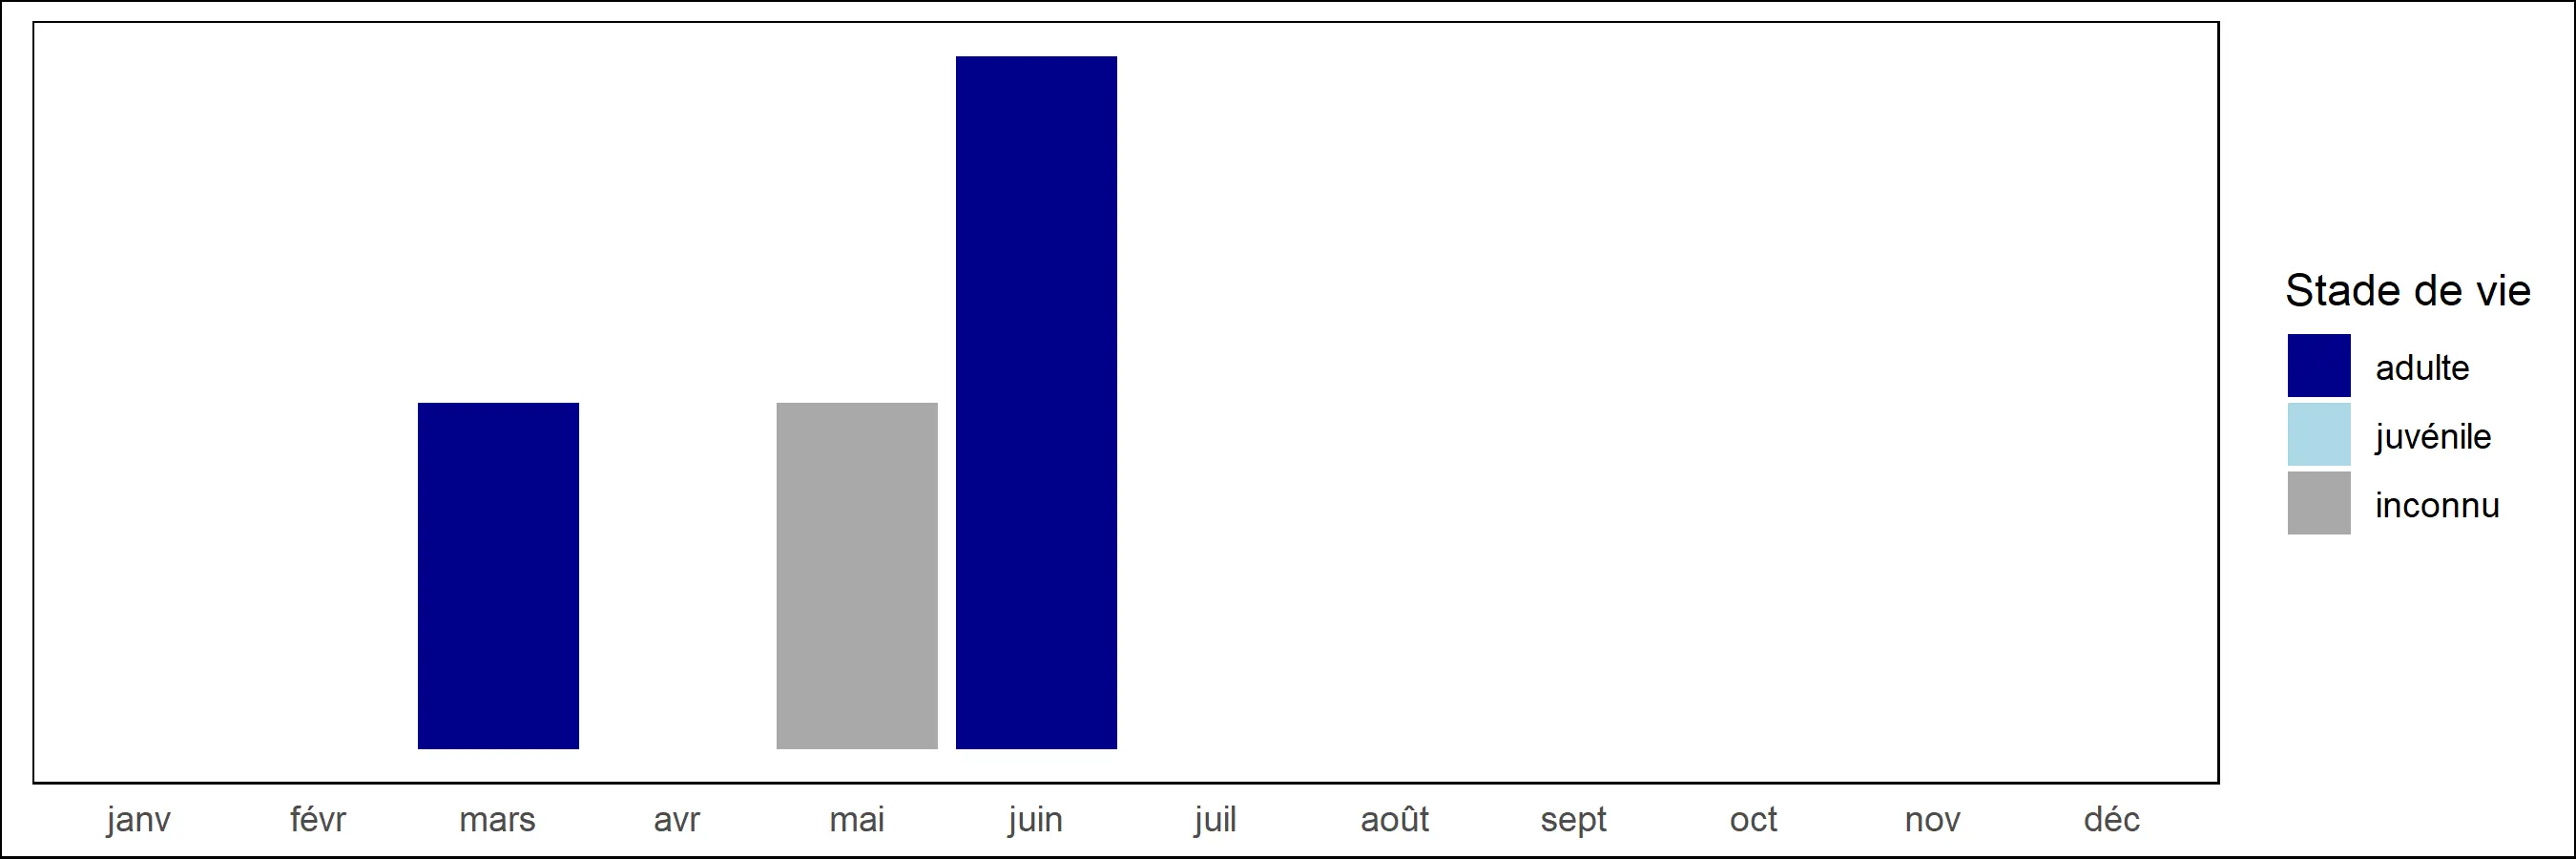 Stade de vie
adulte
juvénile
inconnu
janv févr mars avr mai juin juil août sept oct nov déc